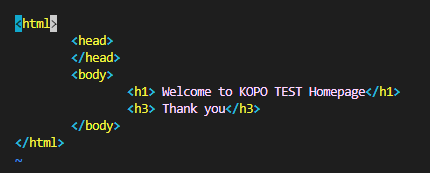 <html>
<head>
</head>
<body>
<h1> Welcome to KOPO TEST Homepage</h1>
<h3> Thank you</h3>
</body>
</html>
~